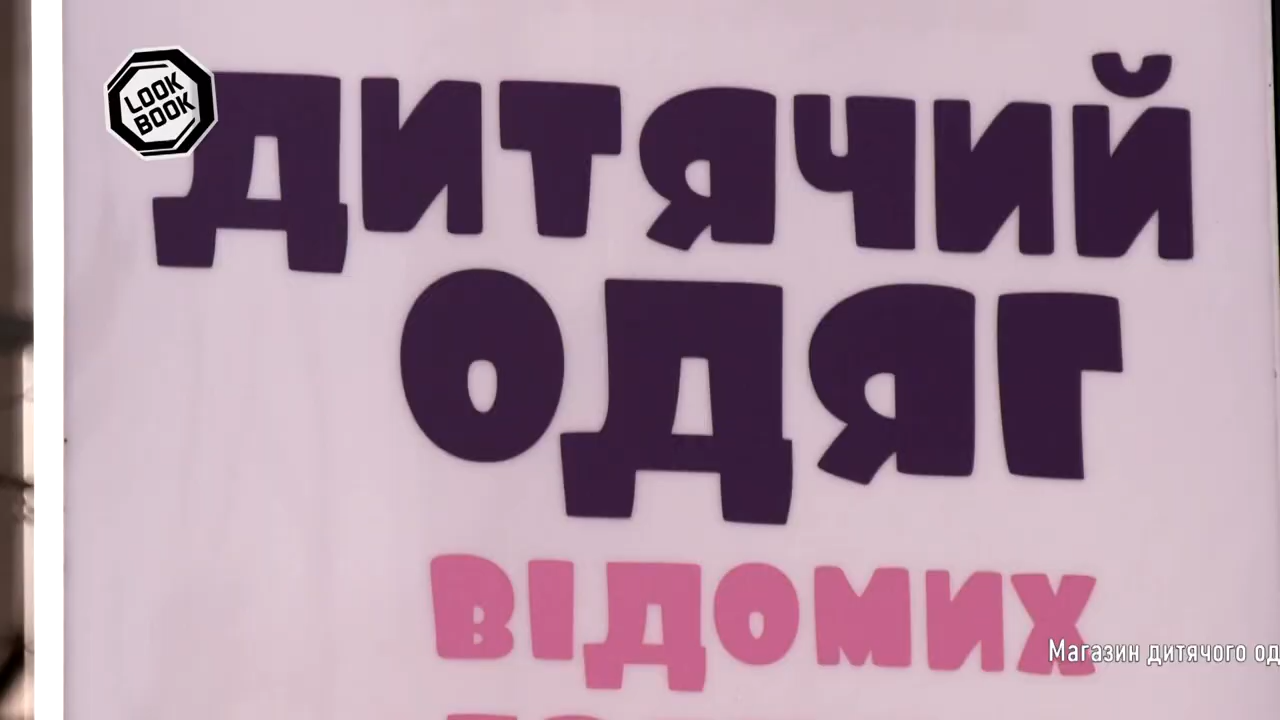 LOOK
BOOK
ДИТЯЧИЙ
ОДЯГ
ВІДОМИХ
Магазин дитячого од